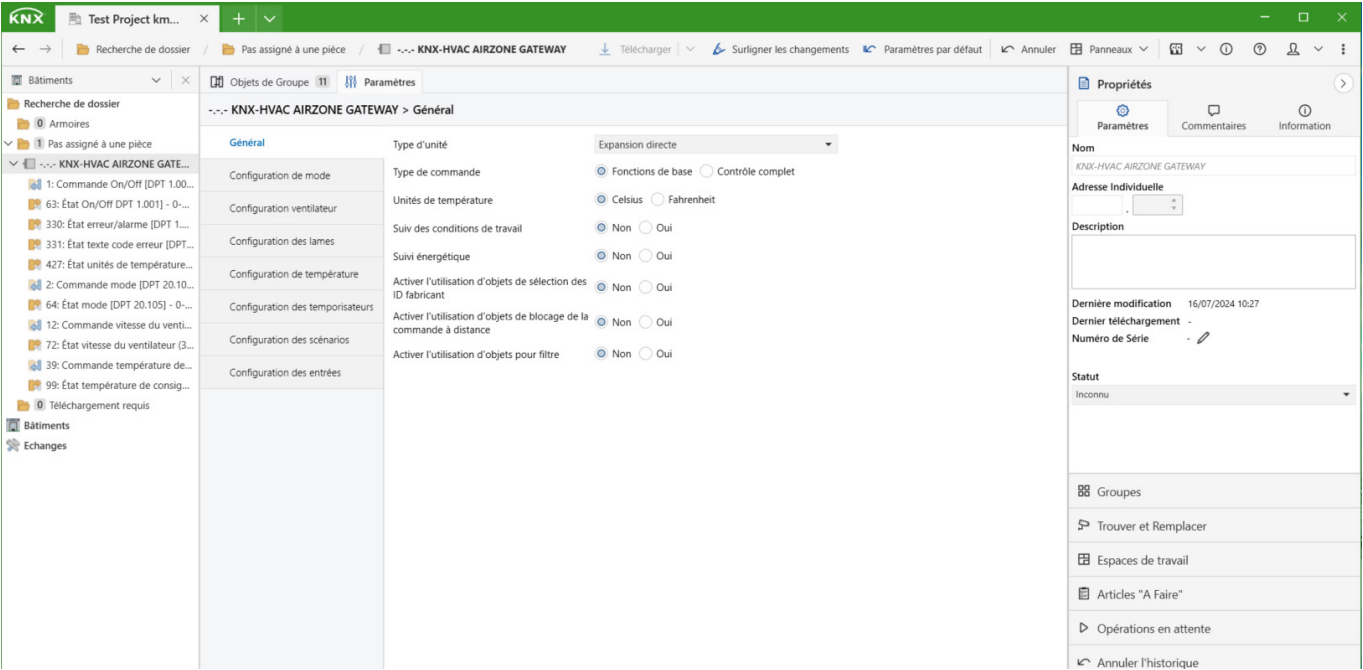 KNX
Test Project km...
Recherche de dossier / Pas assigné à une pièce / -.-.- KNX-HVAC AIRZONE GATEWAY
Télécharger
Surligner les changements
Paramètres par défaut
Annuler
Panneaux
Bâtiments
Recherche de dossier
0 Armoires
1 Pas assigné à une pièce
-.-.- KNX-HVAC AIRZONE GATE...
1: Commande On/Off [DPT 1.00...
63: État On/Off DPT 1.001] - 0-...
330: État erreur/alarme [DPT 1....
331: État texte code erreur [DPT...
427: État unités de température...
2: Commande mode [DPT 20.10...
64: État mode [DPT 20.105] - 0-...
12: Commande vitesse du venti...
72: État vitesse du ventilateur (3...
39: Commande température de...
99: État température de consig...
0 Téléchargement requis
Bâtiments
Echanges
Objets de Groupe 11
Paramètres
-.-.- KNX-HVAC AIRZONE GATEWAY > Général
Général
Configuration de mode
Configuration ventilateur
Configuration des lames
Configuration de température
Configuration des temporisateurs
Configuration des scénarios
Configuration des entrées
Type d'unité
Expansion directe
Type de commande
Fonctions de base
Contrôle complet
Unités de température
Celsius
Fahrenheit
Suiv des conditions de travail
Non
Oui
Suivi énergétique
Non
Oui
Activer l'utilisation d'objets de sélection des
ID fabricant
Non
Oui
Activer l'utilisation d'objets de blocage de la
commande à distance
Non
Oui
Activer l'utilisation d'objets pour filtre
Non
Oui
Propriétés
Paramètres
Commentaires
Information
Nom
KNX-HVAC AIRZONE GATEWAY
Adresse Individuelle
.
Description
Dernière modification 16/07/2024 10:27
Dernier téléchargement -
Numéro de Série -
Statut
Inconnu
Groupes
Trouver et Remplacer
Espaces de travail
Articles "A Faire"
Opérations en attente
Annuler l'historique